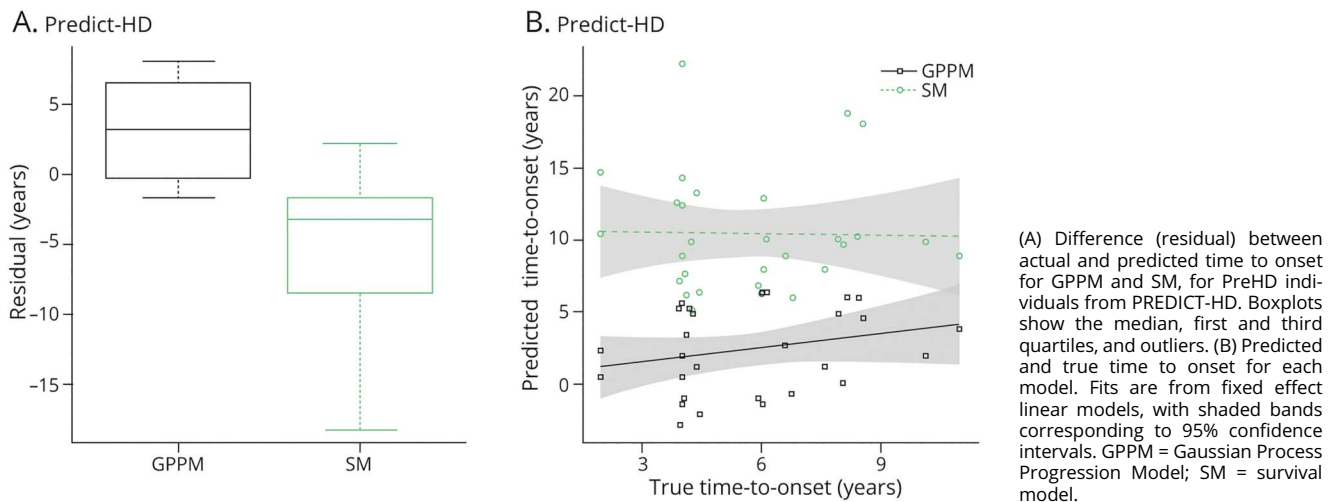 A. Predict-HD
Residual (years)
5
0
−5
−10
−15
GPPM
SM
B. Predict-HD
Predicted time-to-onset (years)
20
15
10
5
0
GPPM
SM
3
6
9
True time-to-onset (years)
(A) Difference (residual) between
actual and predicted time to onset
for GPPM and SM, for PreHD indi-
viduals from PREDICT-HD. Boxplots
show the median, first and third
quartiles, and outliers. (B) Predicted
and true time to onset for each
model. Fits are from fixed effect
linear models, with shaded bands
corresponding to 95% confidence
intervals. GPPM = Gaussian Process
Progression Model; SM = survival
model.